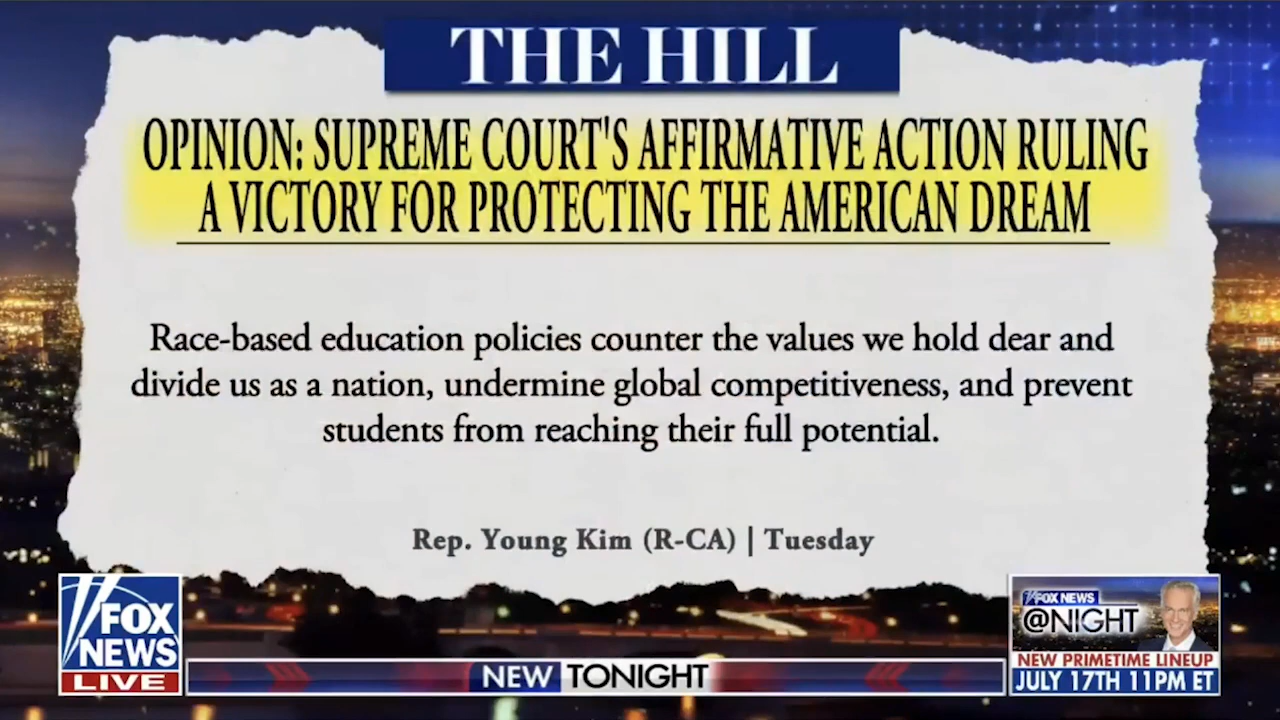 THE HILL
OPINION: SUPREME COURT'S AFFIRMATIVE ACTION RULING
A VICTORY FOR PROTECTING THE AMERICAN DREAM
Race-based education policies counter the values we hold dear and
divide us as a nation, undermine global competitiveness, and prevent
students from reaching their full potential.
Rep. Young Kim (R-CA) | Tuesday
FOX
NEWS
LIVE
NEW TONIGHT
FOX NEWS
@NIGHT
NEW PRIMETIME LINEUP
JULY 17TH 11PM ET